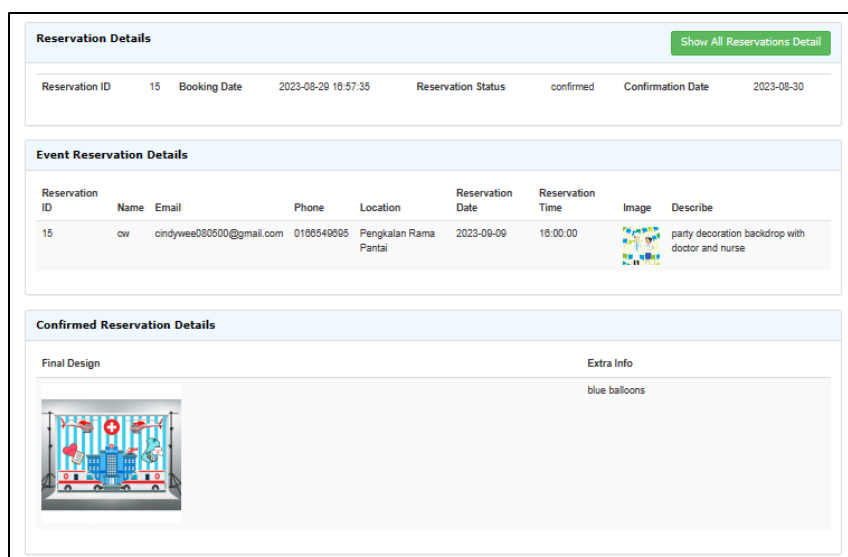 Reservation Details
Show All Reservations Detail
Reservation ID 15 Booking Date 2023-08-29 16:57:35 Reservation Status confirmed Confirmation Date 2023-08-30
Event Reservation Details
Reservation ID Name Email Phone Location Reservation Date Reservation Time Image Describe
15 cw cindywee080500@gmail.com 0166549695 Pengkalan Rama Pantai 2023-09-09 16:00:00 party decoration backdrop with doctor and nurse
Confirmed Reservation Details
Final Design Extra Info
blue balloons